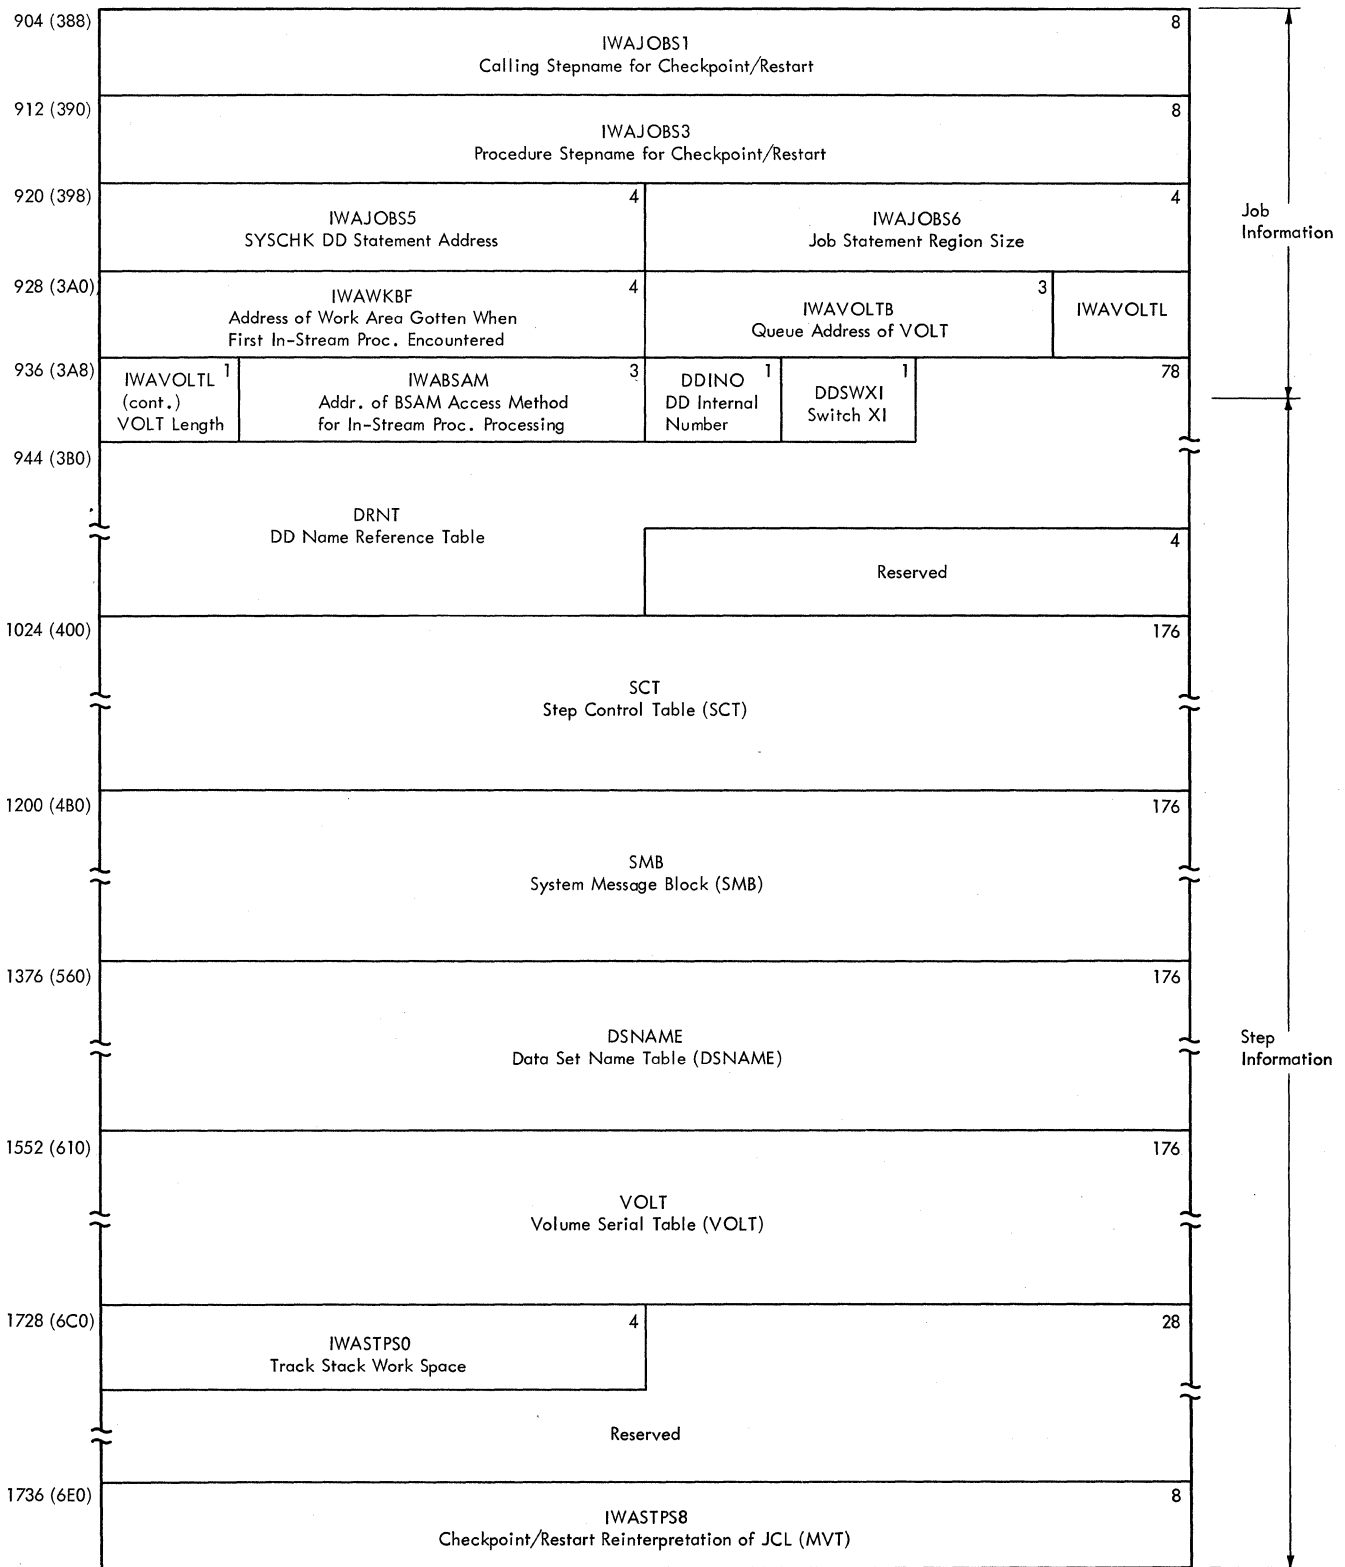 904 (388)
8
IWAJOBS1
Calling Stepname for Checkpoint/Restart
912 (390)
8
IWAJOBS3
Procedure Stepname for Checkpoint/Restart
920 (398)
4
IWAJOBS5
SYSCHK DD Statement Address
4
IWAJOBS6
Job Statement Region Size
Job
Information
928 (3A0)
4
IWAWKBF
Address of Work Area Gotten When
First In-Stream Proc. Encountered
3
IWAVOLTB
Queue Address of VOLT
IWAVOLTL
936 (3A8)
1
IWAVOLTL
(cont.)
VOLT Length
3
IWABSAM
Addr. of BSAM Access Method
for In-Stream Proc. Processing
1
DDINO
DD Internal
Number
1
DDSWXI
Switch XI
78
944 (3B0)
DRNT
DD Name Reference Table
4
Reserved
1024 (400)
176
SCT
Step Control Table (SCT)
1200 (4B0)
176
SMB
System Message Block (SMB)
1376 (560)
176
DSNAME
Data Set Name Table (DSNAME)
Step
Information
1552 (610)
176
VOLT
Volume Serial Table (VOLT)
1728 (6C0)
4
IWASTPS0
Track Stack Work Space
28
Reserved
1736 (6E0)
8
IWASTPS8
Checkpoint/Restart Reinterpretation of JCL (MVT)